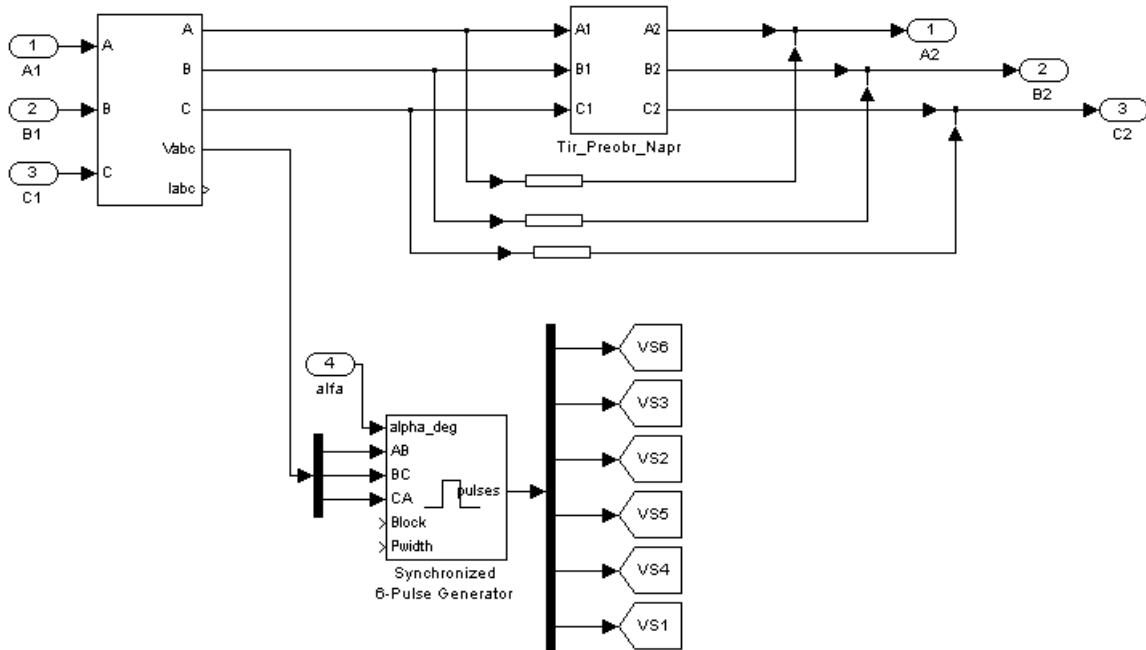 1
A1
2
B1
3
C1
A
B
C
A
B
C
Vabc
Iabc
A1
B1
C1
A2
B2
C2
Tir_Preobr_Napr
1
A2
2
B2
3
C2
4
alfa
alpha_deg
AB
BC
CA
Block
Pwidth
pulses
Synchronized
6-Pulse Generator
VS6
VS3
VS2
VS5
VS4
VS1